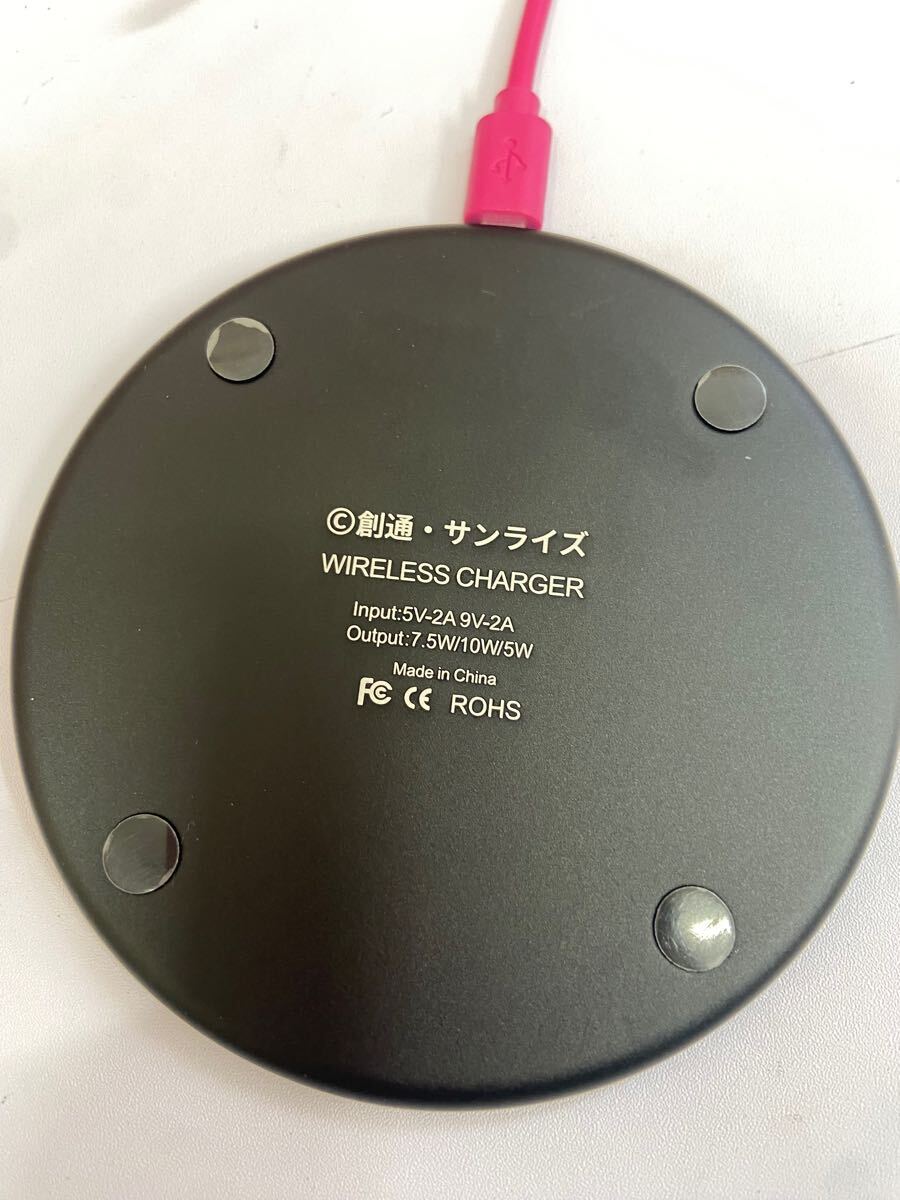 ©創通・サンライズ
WIRELESS CHARGER
Input:5V-2A 9V-2A
Output:7.5W/10W/5W
Made in China
FC CE ROHS